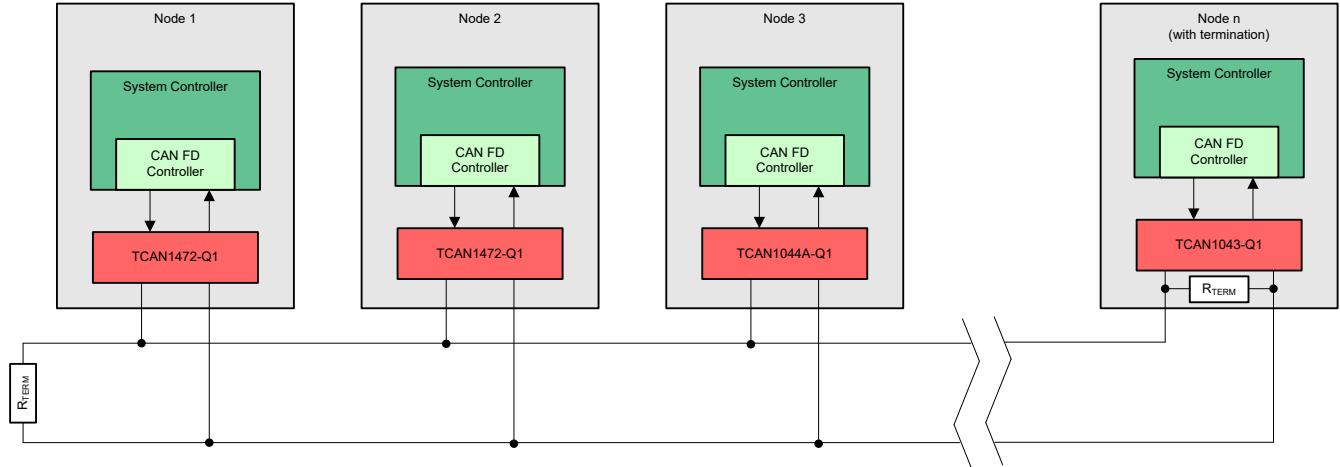 Node 1
System Controller
CAN FD
Controller
TCAN1472-Q1
Node 2
System Controller
CAN FD
Controller
TCAN1472-Q1
Node 3
System Controller
CAN FD
Controller
TCAN1044A-Q1
Node n
(with termination)
System Controller
CAN FD
Controller
TCAN1043-Q1
RTERM
RTERM